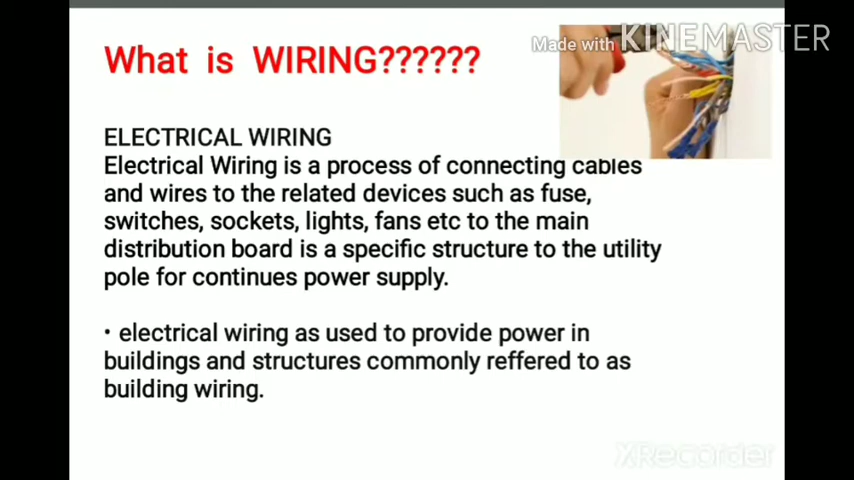 Made with KINEMASTER
What is WIRING??????
ELECTRICAL WIRING
Electrical Wiring is a process of connecting cables
and wires to the related devices such as fuse,
switches, sockets, lights, fans etc to the main
distribution board is a specific structure to the utility
pole for continues power supply.
• electrical wiring as used to provide power in
buildings and structures commonly reffered to as
building wiring.
XRecorder